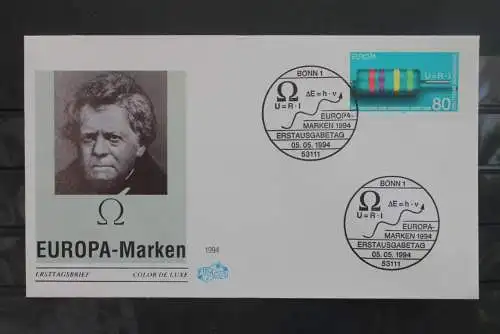 Ω
EUROPA-Marken
ERSTTAGSBRIEF COLOR DE LUXE
1994
BONN 1
Ω ΔE=h·ν
U=R·I
EUROPA-
MARKEN 1994
ERSTAUSGABETAG
05.05.1994
53111
EUROPA
U=R·I
80
BONN 1
Ω ΔE=h·ν
U=R·I
EUROPA-
MARKEN 1994
ERSTAUSGABETAG
05.05.1994
53111